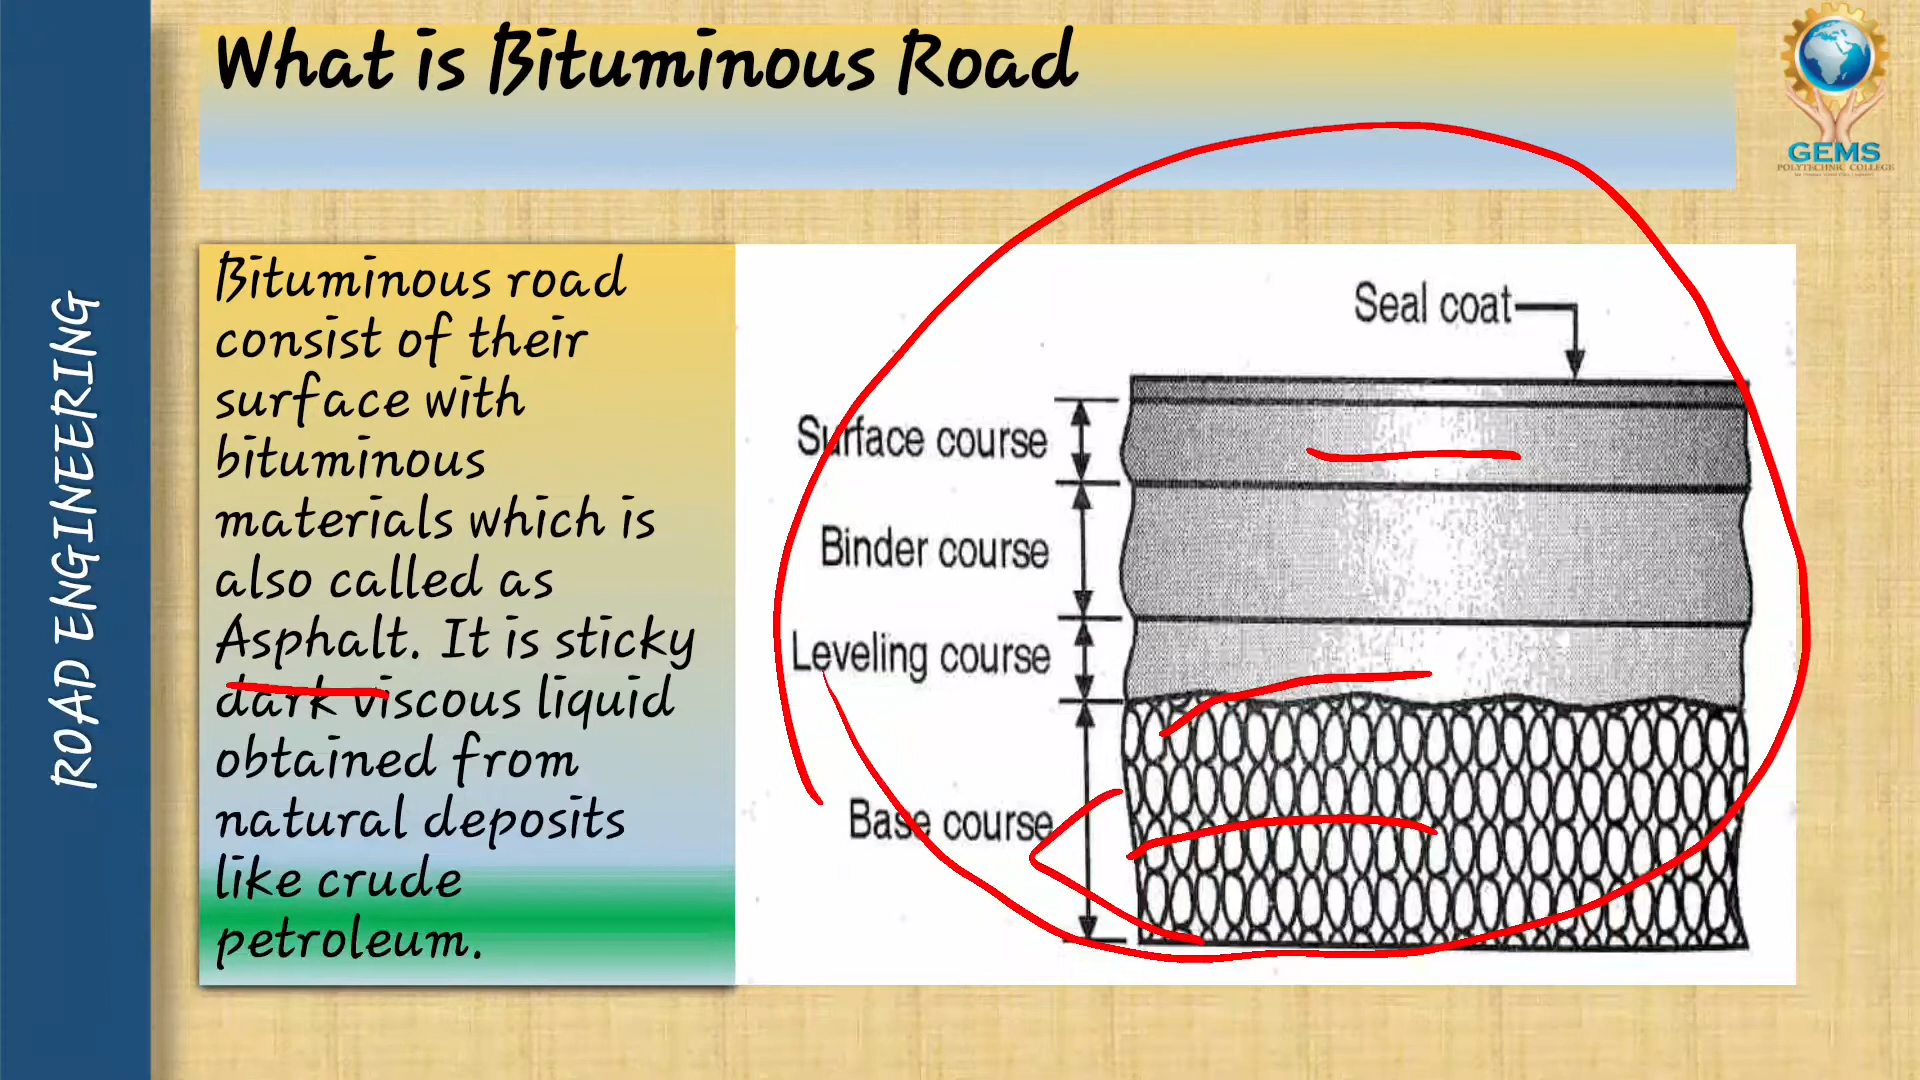 What is Bituminous Road
GEMS
POLYTECHNIC COLLEGE
ROAD ENGINEERING
Bituminous road
consist of their
surface with
bituminous
materials which is
also called as
Asphalt. It is sticky
dark viscous liquid
obtained from
natural deposits
like crude
petroleum.
Seal coat
Surface course
Binder course
Leveling course
Base course